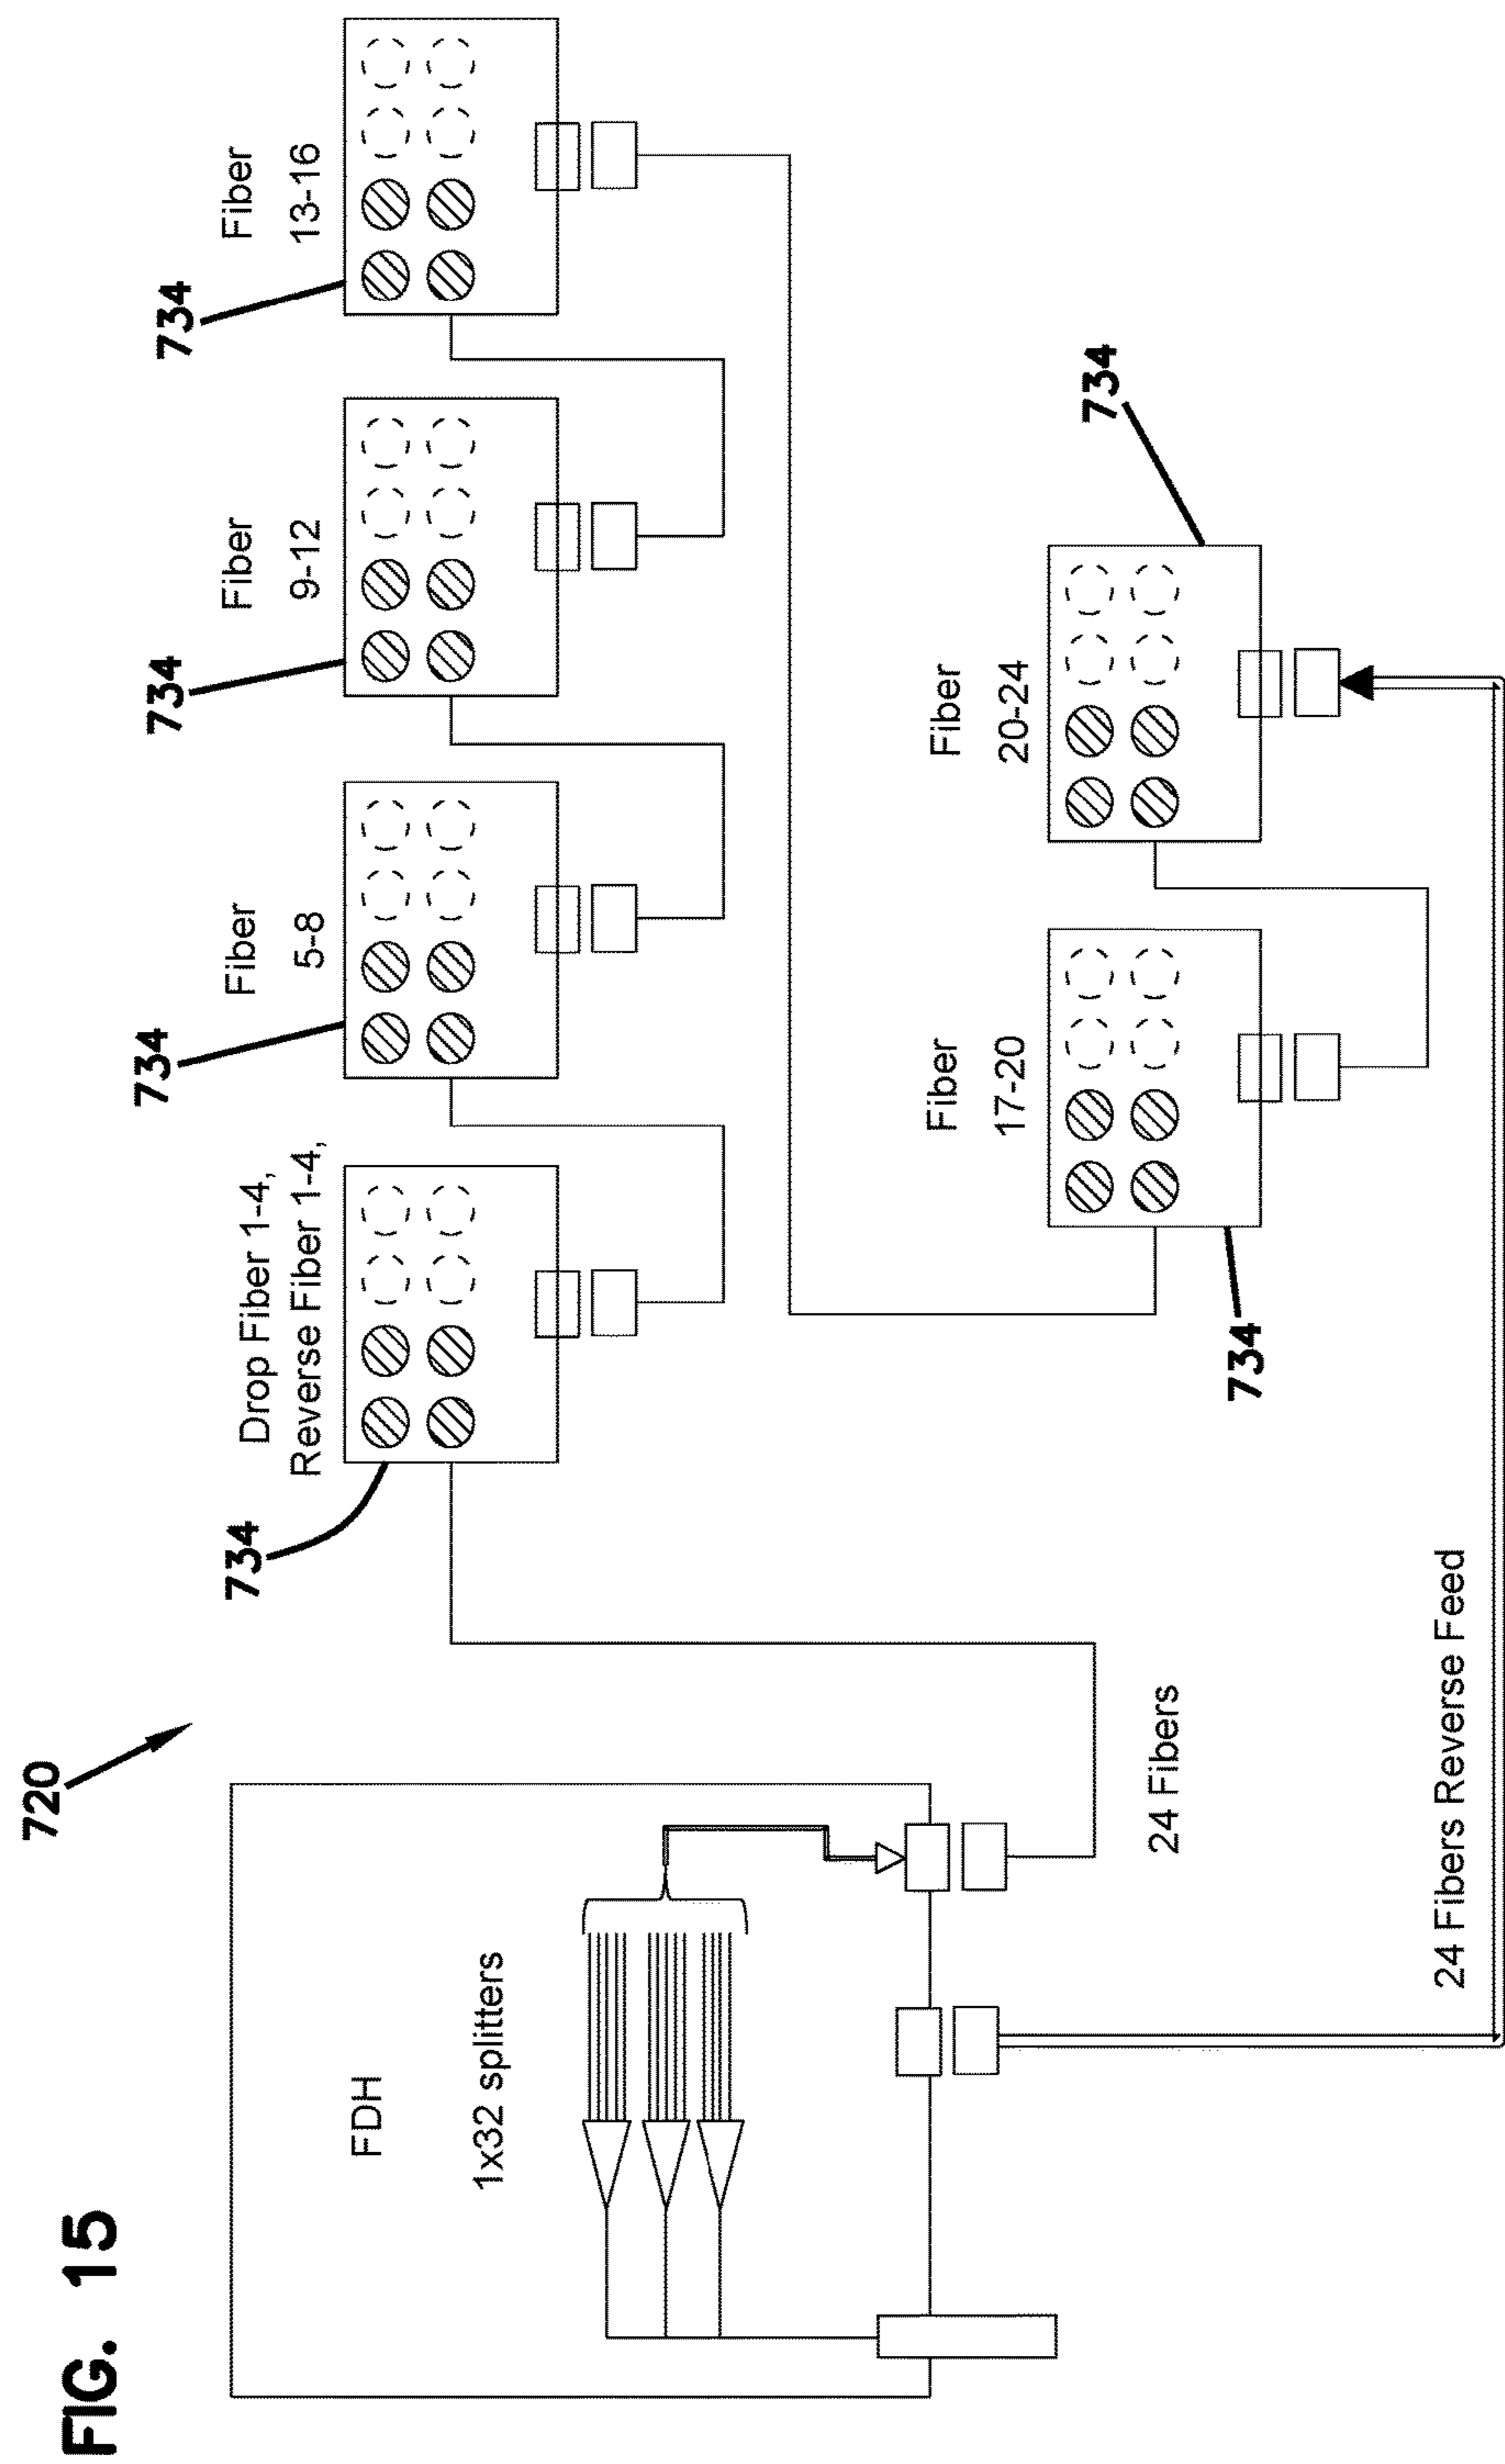 FIG. 15
720
FDH
1x32 splitters
24 Fibers
24 Fibers Reverse Feed
734
Drop Fiber 1-4,
Reverse Fiber 1-4,
734
Fiber
5-8
734
Fiber
9-12
734
Fiber
13-16
734
Fiber
17-20
734
Fiber
20-24